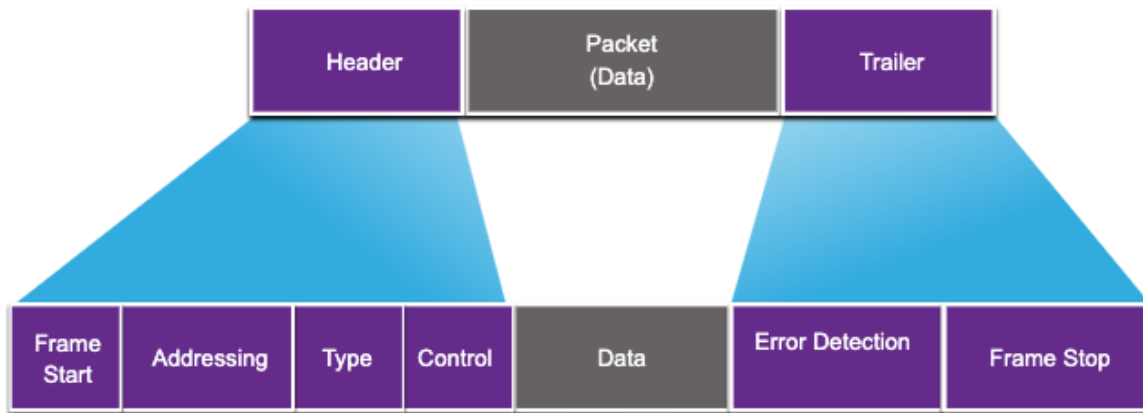 Header
Packet
(Data)
Trailer
Frame
Start
Addressing
Type
Control
Data
Error Detection
Frame Stop